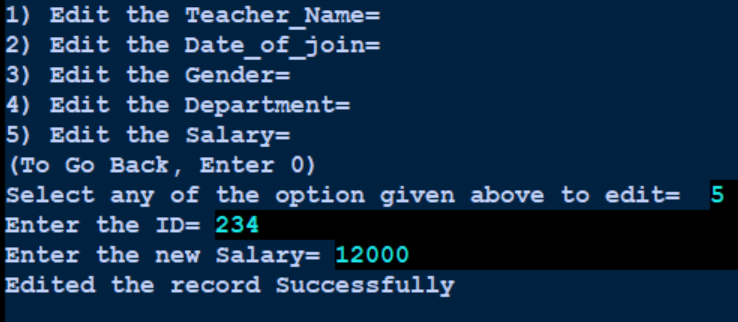 1) Edit the Teacher_Name=
2) Edit the Date_of_join=
3) Edit the Gender=
4) Edit the Department=
5) Edit the Salary=
(To Go Back, Enter 0)
Select any of the option given above to edit=  5
Enter the ID= 234
Enter the new Salary= 12000
Edited the record Successfully